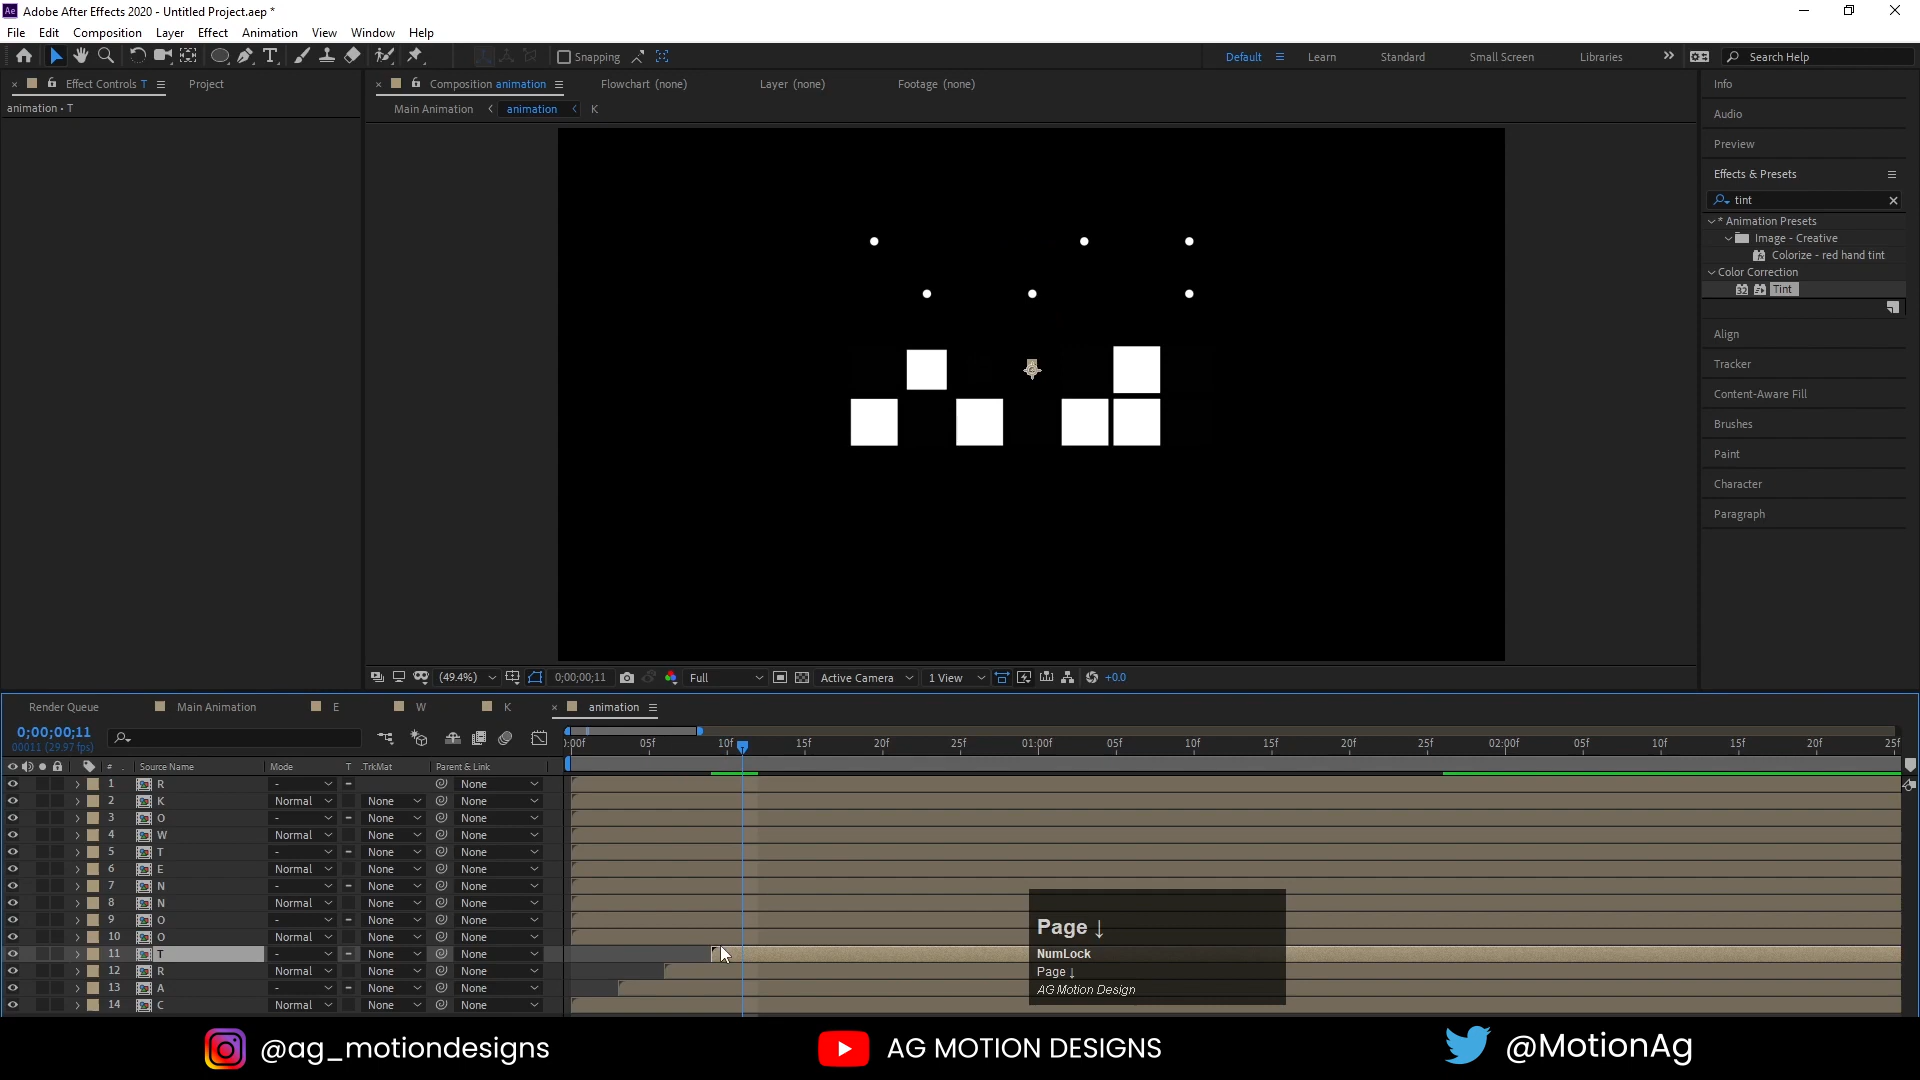 Adobe After Effects 2020 - Untitled Project.aep *
File Edit Composition Layer Effect Animation View Window Help
Snapping
Default Learn Standard Small Screen Libraries Search Help
Effect Controls T Project
Composition animation Flowchart (none) Layer (none) Footage (none)
animation • T
Main Animation animation K
Info
Audio
Preview
Effects & Presets
tint
* Animation Presets
Image - Creative
Colorize - red hand tint
Color Correction
32 Tint
Align
Tracker
Content-Aware Fill
Brushes
Paint
Character
Paragraph
(49.4%) 0;00;00;11 Full Active Camera 1 View +0.0
Render Queue Main Animation E W K animation
0;00;00;11
00011 (29.97 fps)
):00f 05f 10f 15f 20f 25f 01:00f 05f 10f 15f 20f 25f 02:00f 05f 10f 15f 20f 25f
# Source Name Mode T .TrkMat Parent & Link
1 R - None
2 K Normal None None
3 O - None None
4 W Normal None None
5 T - None None
6 E Normal None None
7 N - None None
8 N Normal None None
9 O - None None
10 O Normal None None
11 T - None None
12 R Normal None None
13 A - None None
14 C Normal None None
Page ↓
NumLock
Page ↓
AG Motion Design
@ag_motiondesigns AG MOTION DESIGNS @MotionAg